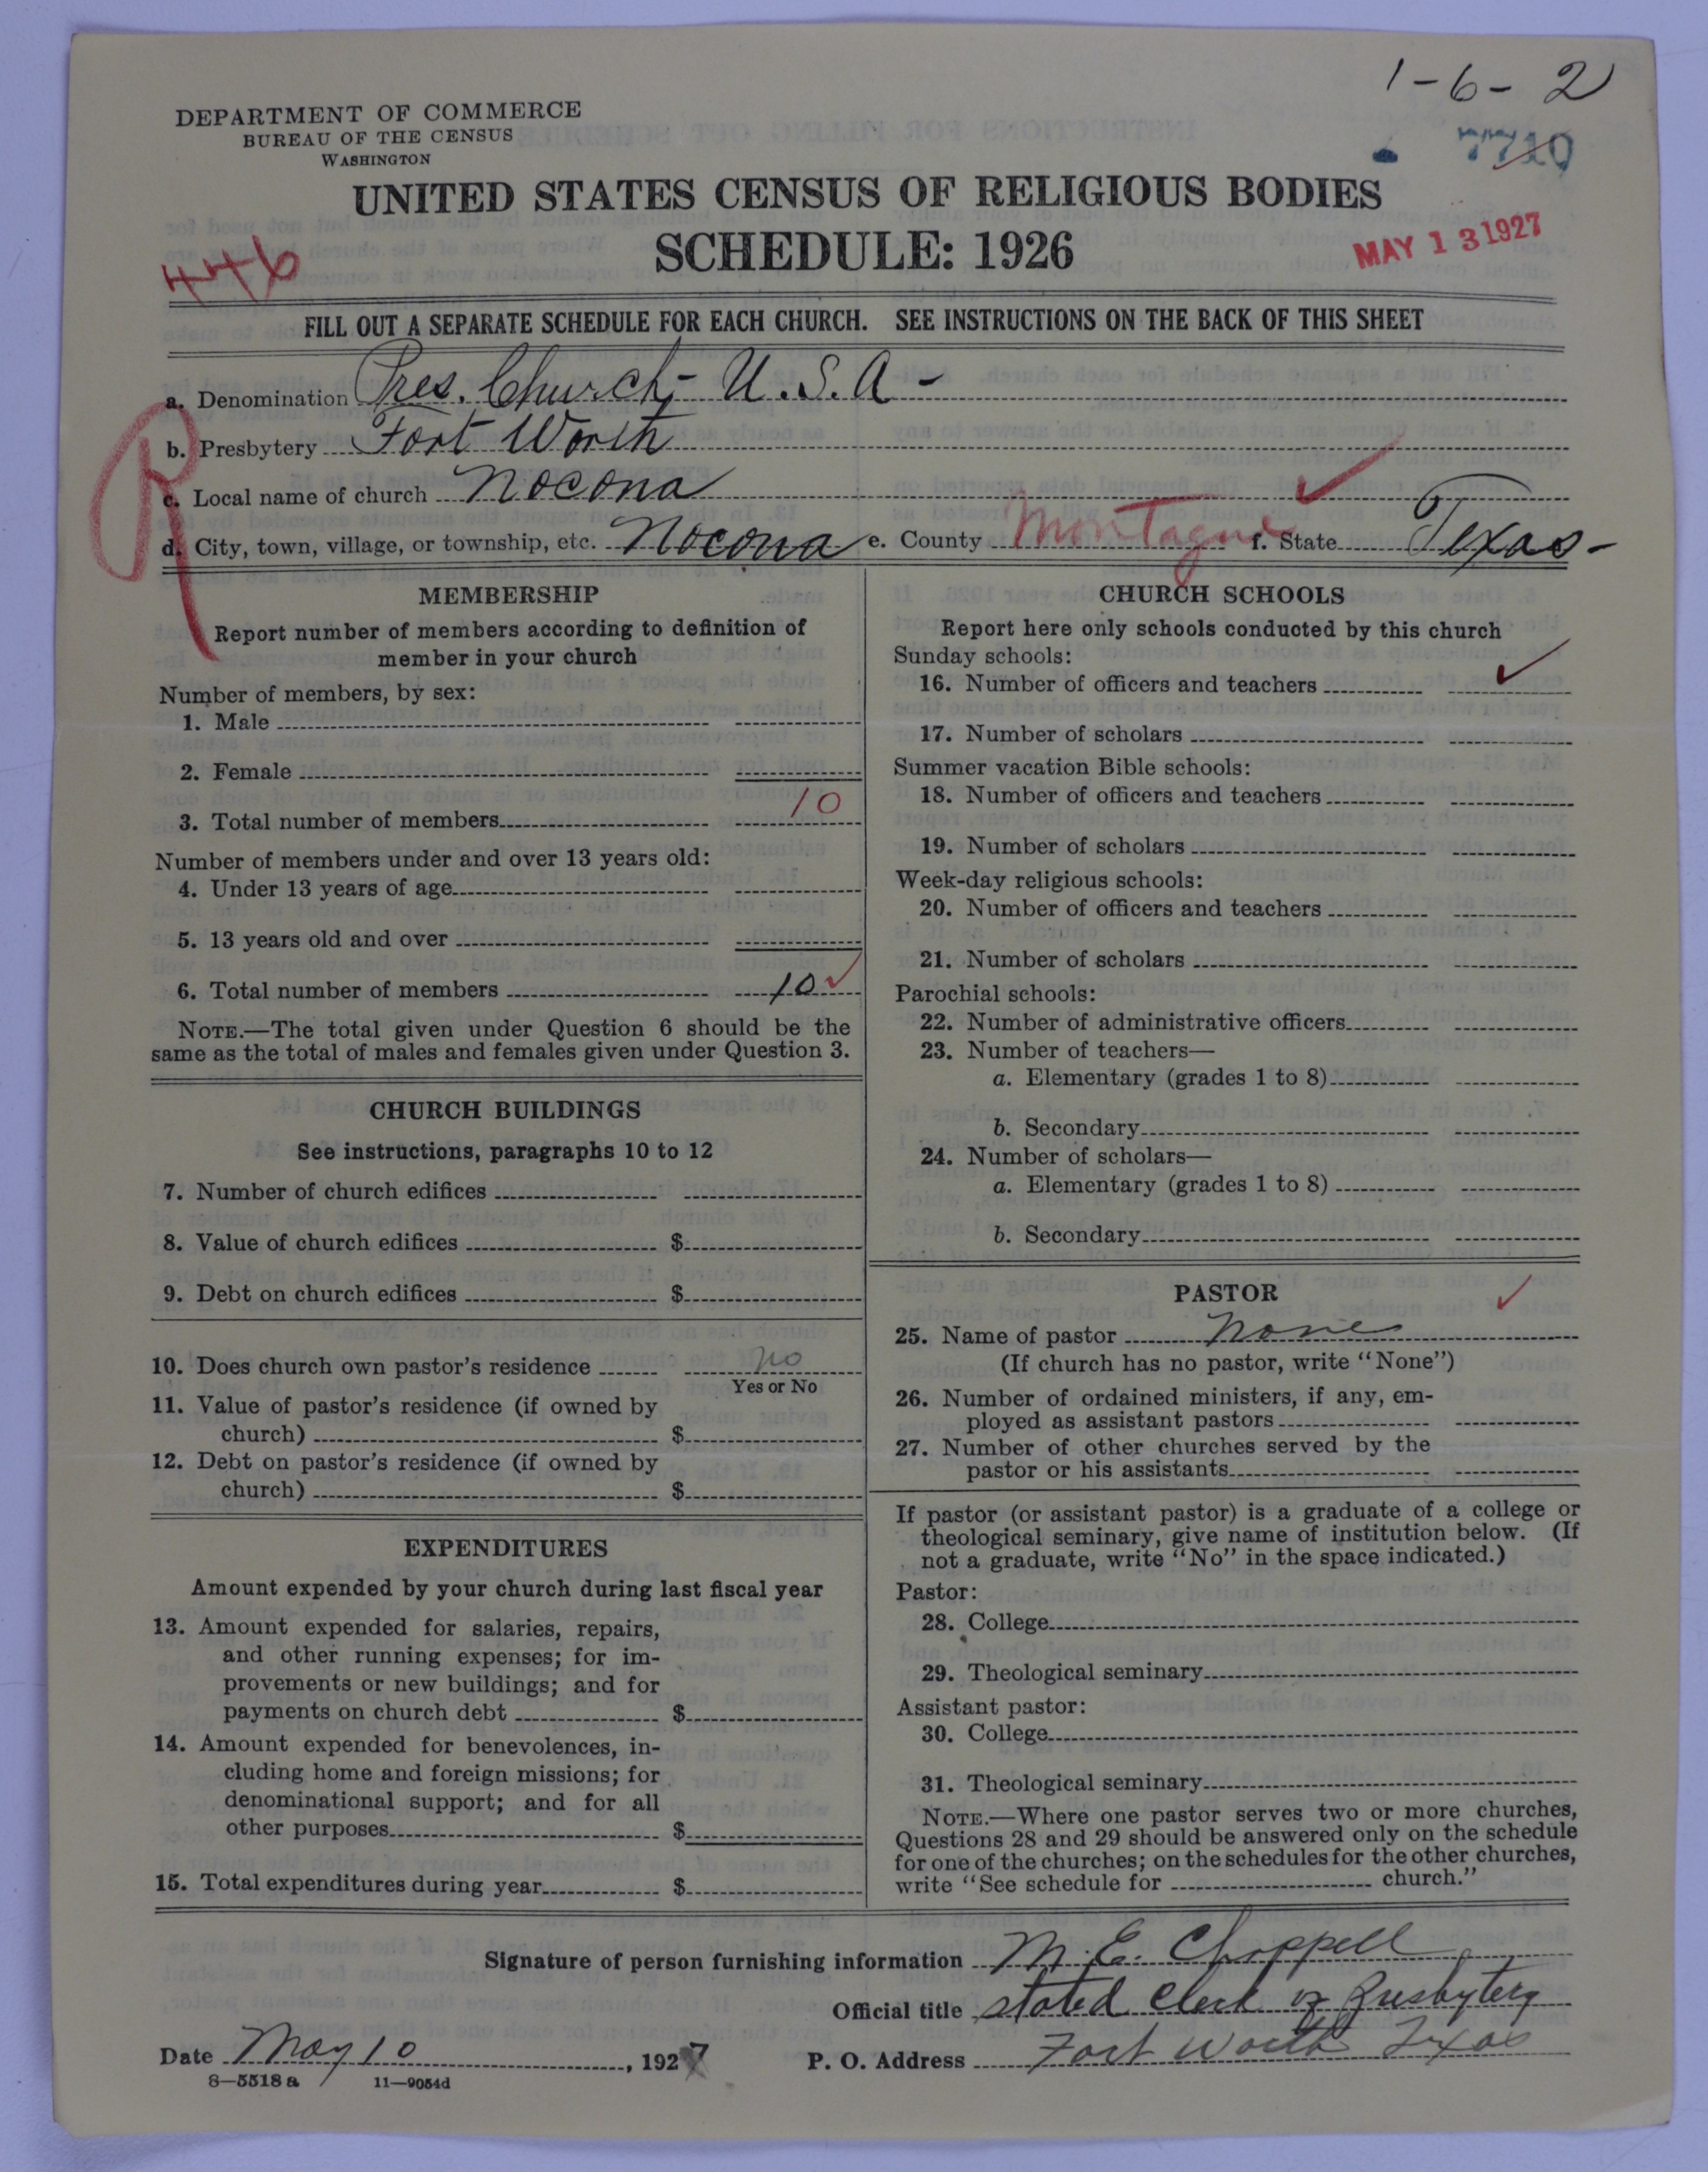 1-6-2
DEPARTMENT OF COMMERCE
BUREAU OF THE CENSUS
WASHINGTON
7710
UNITED STATES CENSUS OF RELIGIOUS BODIES
SCHEDULE: 1926
MAY 13 1927
446
FILL OUT A SEPARATE SCHEDULE FOR EACH CHURCH. SEE INSTRUCTIONS ON THE BACK OF THIS SHEET
R
a. Denomination Pres. Church - U.S.A -
b. Presbytery Fort Worth
c. Local name of church Nocona
d. City, town, village, or township, etc. Nocona e. County Montague f. State Texas -
MEMBERSHIP
Report number of members according to definition of
member in your church
Number of members, by sex:
1. Male
2. Female
3. Total number of members 10
Number of members under and over 13 years old:
4. Under 13 years of age
5. 13 years old and over
6. Total number of members 10
NOTE.—The total given under Question 6 should be the
same as the total of males and females given under Question 3.
CHURCH BUILDINGS
See instructions, paragraphs 10 to 12
7. Number of church edifices
8. Value of church edifices $
9. Debt on church edifices $
10. Does church own pastor's residence no
Yes or No
11. Value of pastor's residence (if owned by
church) $
12. Debt on pastor's residence (if owned by
church) $
EXPENDITURES
Amount expended by your church during last fiscal year
13. Amount expended for salaries, repairs,
and other running expenses; for im-
provements or new buildings; and for
payments on church debt $
14. Amount expended for benevolences, in-
cluding home and foreign missions; for
denominational support; and for all
other purposes $
15. Total expenditures during year $
CHURCH SCHOOLS
Report here only schools conducted by this church
Sunday schools:
16. Number of officers and teachers
17. Number of scholars
Summer vacation Bible schools:
18. Number of officers and teachers
19. Number of scholars
Week-day religious schools:
20. Number of officers and teachers
21. Number of scholars
Parochial schools:
22. Number of administrative officers
23. Number of teachers—
a. Elementary (grades 1 to 8)
b. Secondary
24. Number of scholars—
a. Elementary (grades 1 to 8)
b. Secondary
PASTOR
25. Name of pastor None
(If church has no pastor, write "None")
26. Number of ordained ministers, if any, em-
ployed as assistant pastors
27. Number of other churches served by the
pastor or his assistants
If pastor (or assistant pastor) is a graduate of a college or
theological seminary, give name of institution below. (If
not a graduate, write "No" in the space indicated.)
Pastor:
28. College
29. Theological seminary
Assistant pastor:
30. College
31. Theological seminary
NOTE.—Where one pastor serves two or more churches,
Questions 28 and 29 should be answered only on the schedule
for one of the churches; on the schedules for the other churches,
write "See schedule for church."
Signature of person furnishing information M. E. Chappell
Official title stated Clerk of Presbytery
Date May 10, 1927 P. O. Address Fort Worth Texas
8—5518 a 11—9054d